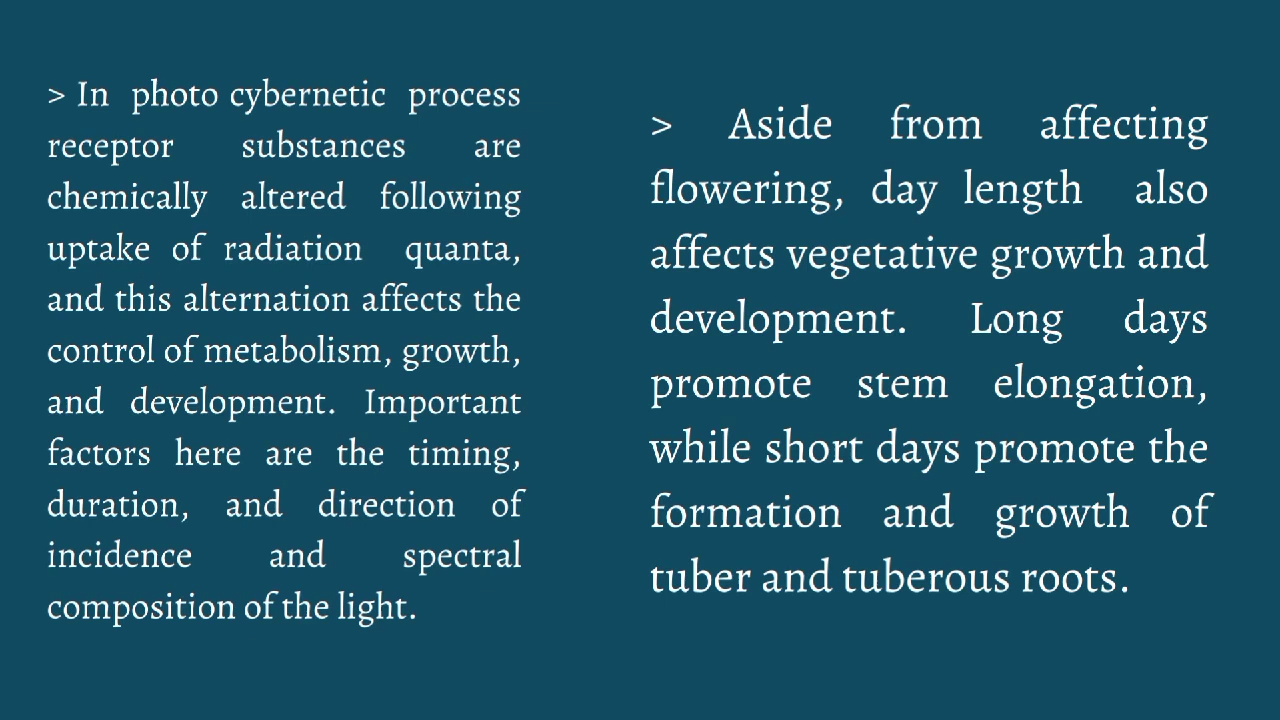 > In photo cybernetic process
receptor substances are
chemically altered following
uptake of radiation quanta,
and this alternation affects the
control of metabolism, growth,
and development. Important
factors here are the timing,
duration, and direction of
incidence and spectral
composition of the light.
> Aside from affecting
flowering, day length also
affects vegetative growth and
development. Long days
promote stem elongation,
while short days promote the
formation and growth of
tuber and tuberous roots.